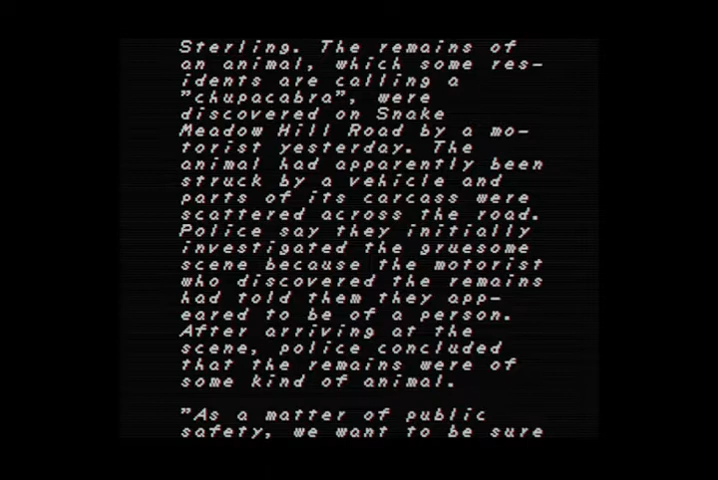 Sterling. The remains of
an animal, which some res-
idents are calling a
"chupacabra", were
discovered on Snake
Meadow Hill Road by a mo-
torist yesterday. The
animal had apparently been
struck by a vehicle and
parts of its carcass were
scattered across the road.
Police say they initially
investigated the gruesome
scene because the motorist
who discovered the remains
had told them they app-
eared to be of a person.
After arriving at the
scene, police concluded
that the remains were of
some kind of animal.
"As a matter of public
safety, we want to be sure